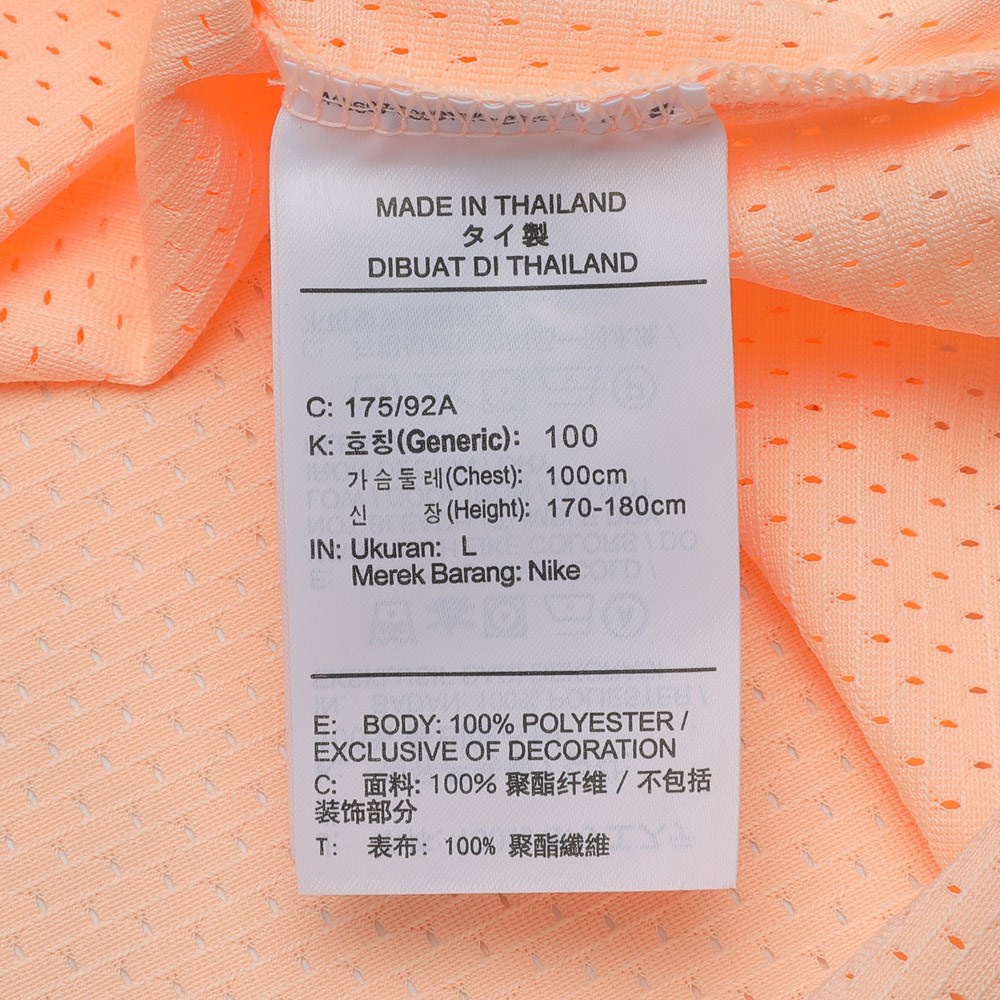 MADE IN THAILAND
タイ製
DIBUAT DI THAILAND
C: 175/92A
K: 호칭(Generic): 100
가슴둘레(Chest): 100cm
신 장(Height): 170-180cm
IN: Ukuran: L
Merek Barang: Nike
E: BODY: 100% POLYESTER /
EXCLUSIVE OF DECORATION
C: 面料: 100% 聚酯纤维 / 不包括
装饰部分
T: 表布: 100% 聚酯纖維